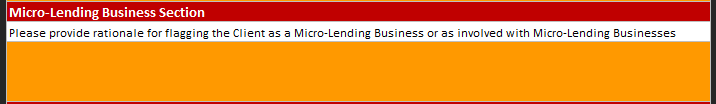 Micro-Lending Business Section
Please provide rationale for flagging the Client as a Micro-Lending Business or as involved with Micro-Lending Businesses